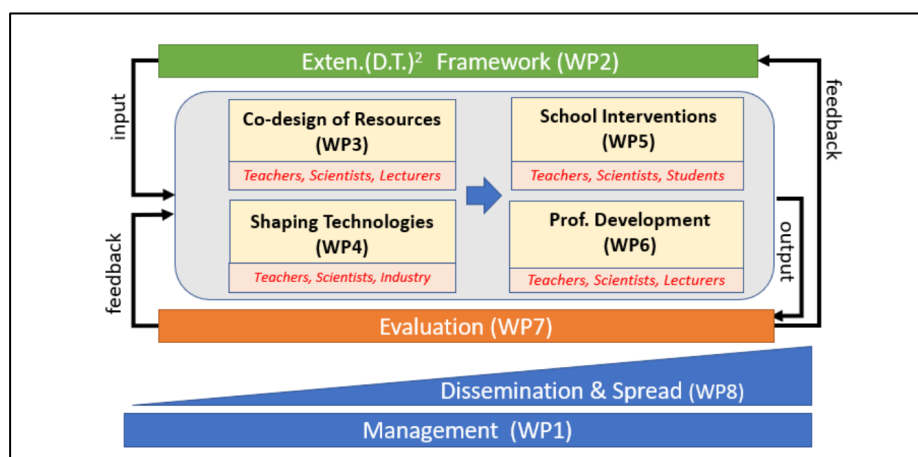 Exten.(D.T.)² Framework (WP2)
input
feedback
Co-design of Resources
(WP3)
Teachers, Scientists, Lecturers
School Interventions
(WP5)
Teachers, Scientists, Students
Shaping Technologies
(WP4)
Teachers, Scientists, Industry
Prof. Development
(WP6)
Teachers, Scientists, Lecturers
feedback
output
Evaluation (WP7)
Dissemination & Spread (WP8)
Management (WP1)